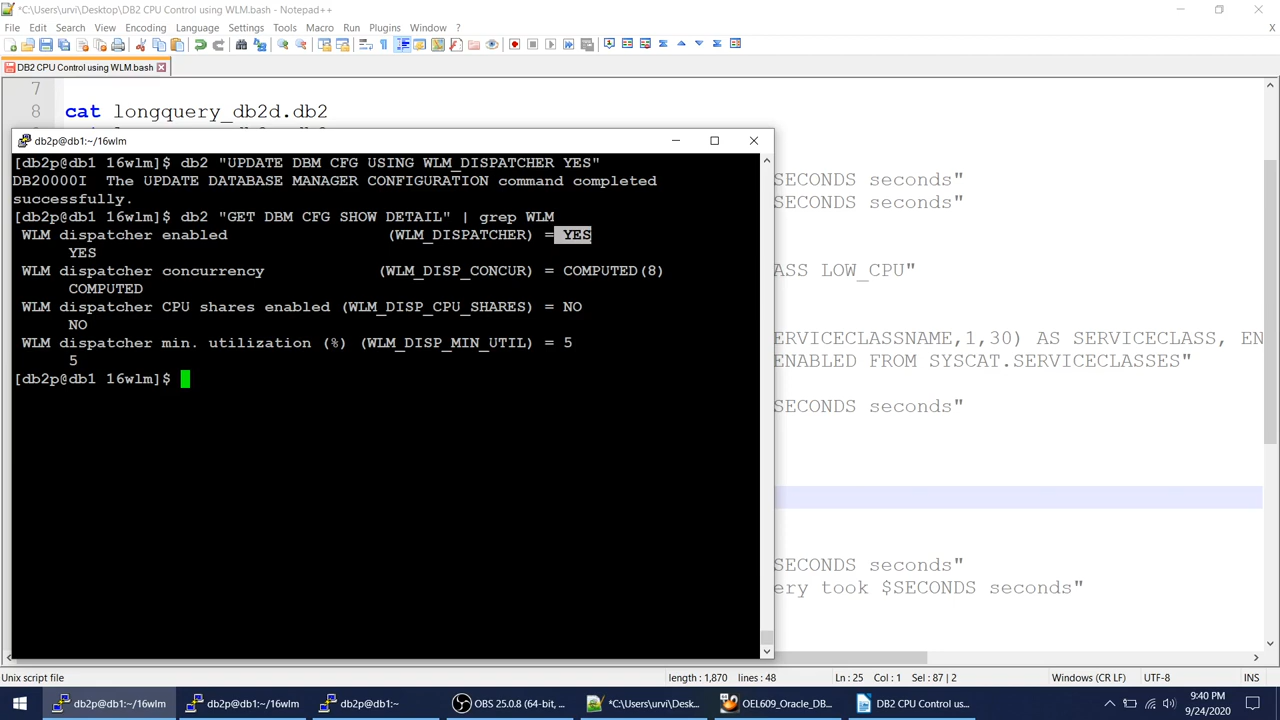 *C:\Users\urvi\Desktop\DB2 CPU Control using WLM.bash - Notepad++
File Edit Search View Encoding Language Settings Tools Macro Run Plugins Window ?
X
DB2 CPU Control using WLM.bash
7
8 cat longquery_db2d.db2
db2p@db1:~/16wlm
[db2p@db1 16wlm]$ db2 "UPDATE DBM CFG USING WLM_DISPATCHER YES"
DB20000I The UPDATE DATABASE MANAGER CONFIGURATION command completed
successfully.
[db2p@db1 16wlm]$ db2 "GET DBM CFG SHOW DETAIL" | grep WLM
WLM dispatcher enabled (WLM_DISPATCHER) = YES
YES
WLM dispatcher concurrency (WLM_DISP_CONCUR) = COMPUTED(8)
COMPUTED
WLM dispatcher CPU shares enabled (WLM_DISP_CPU_SHARES) = NO
NO
WLM dispatcher min. utilization (%) (WLM_DISP_MIN_UTIL) = 5
5
[db2p@db1 16wlm]$
SECONDS seconds"
SECONDS seconds"
ASS LOW_CPU"
ERVICECLASSNAME,1,30) AS SERVICECLASS, EN
ENABLED FROM SYSCAT.SERVICECLASSES"
SECONDS seconds"
SECONDS seconds"
ery took $SECONDS seconds"
Unix script file length : 1,870 lines : 48 Ln : 25 Col : 1 Sel : 87 | 2 Windows (CR LF) UTF-8 INS
db2p@db1:~/16wlm db2p@db1:~/16wlm db2p@db1:~ OBS 25.0.8 (64-bit, ... *C:\Users\urvi\Desk... OEL609_Oracle_DB... DB2 CPU Control us... 9:40 PM
9/24/2020